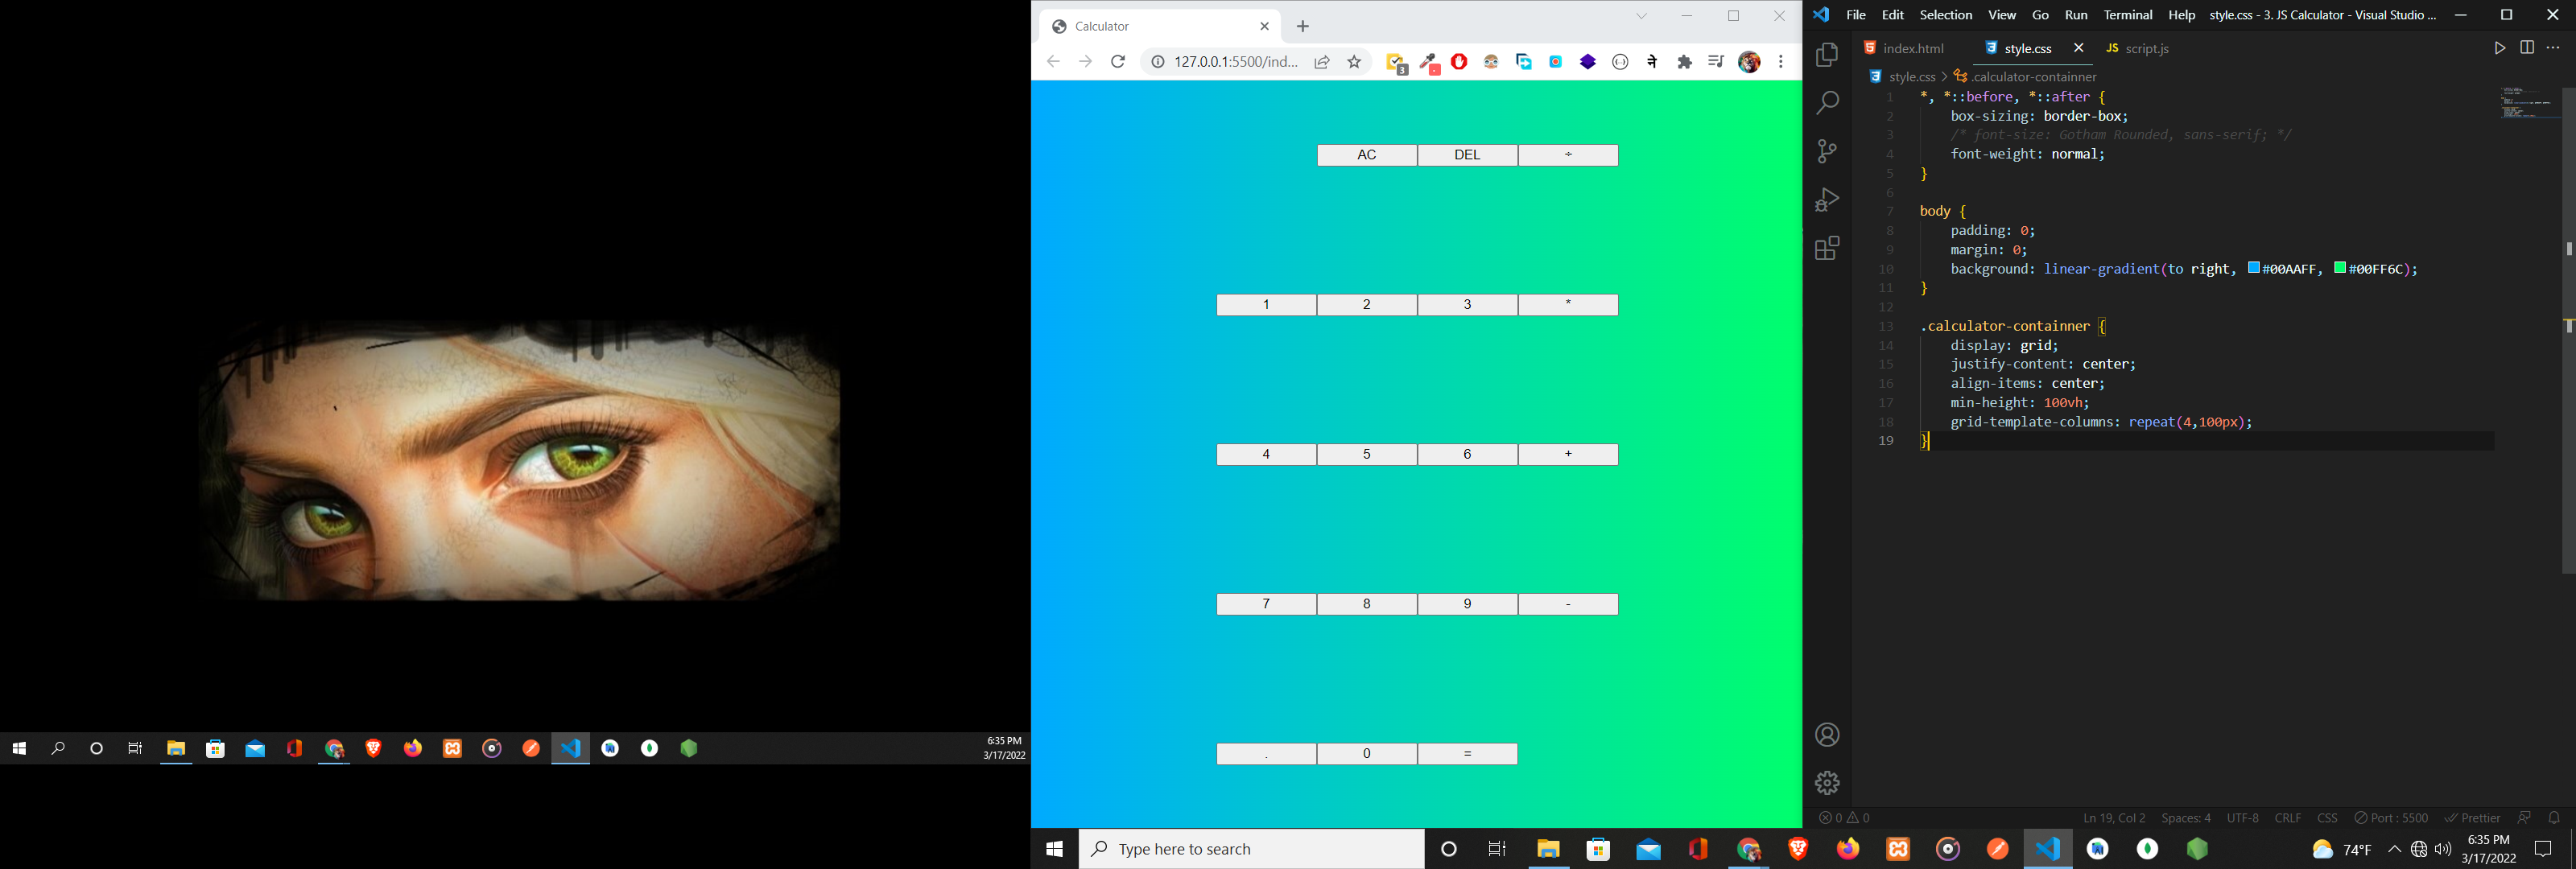 6:35 PM
3/17/2022
Calculator
127.0.0.1:5500/ind...
3
AC DEL ÷
1 2 3 *
4 5 6 +
7 8 9 -
. 0 =
Type here to search
File Edit Selection View Go Run Terminal Help style.css - 3. JS Calculator - Visual Studio ...
index.html style.css JS script.js
style.css > .calculator-containner
1 *, *::before, *::after {
2 box-sizing: border-box;
3 /* font-size: Gotham Rounded, sans-serif; */
4 font-weight: normal;
5 }
6
7 body {
8 padding: 0;
9 margin: 0;
10 background: linear-gradient(to right, #00AAFF, #00FF6C);
11 }
12
13 .calculator-containner {
14 display: grid;
15 justify-content: center;
16 align-items: center;
17 min-height: 100vh;
18 grid-template-columns: repeat(4,100px);
19 }
0 0 Ln 19, Col 2 Spaces: 4 UTF-8 CRLF CSS Port : 5500 Prettier
74°F
6:35 PM
3/17/2022